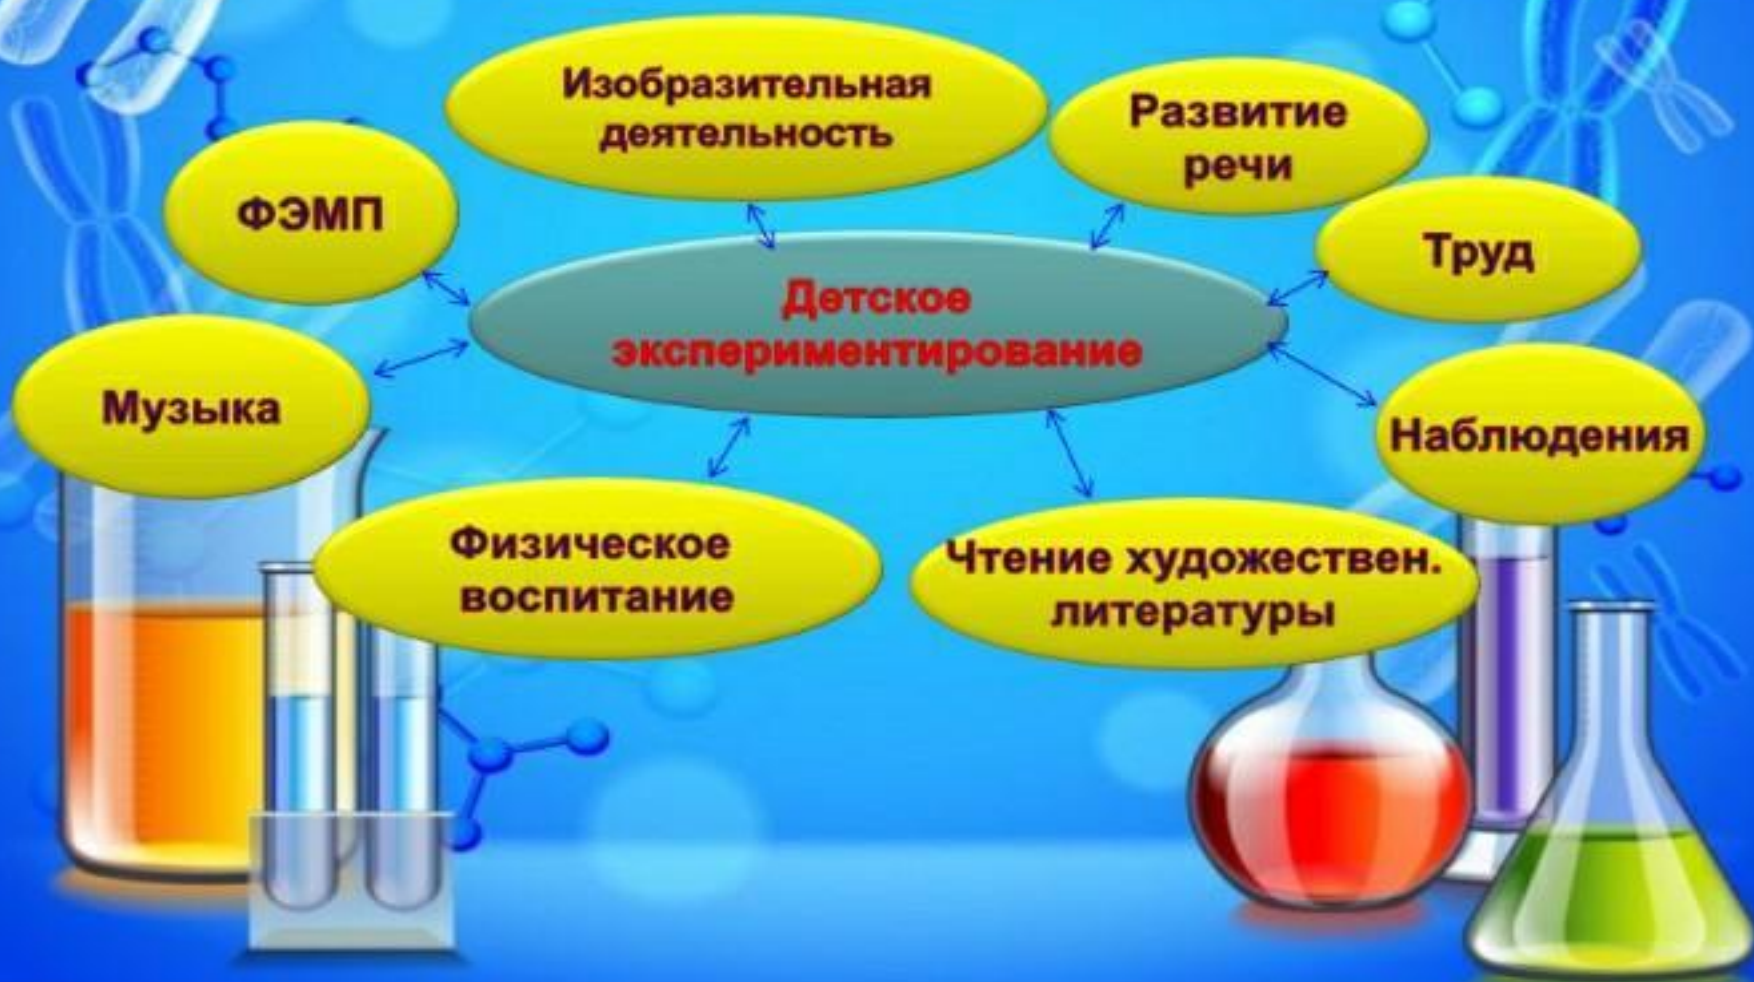 Изобразительная
деятельность
Развитие
речи
ФЭМП
Труд
Детское
экспериментирование
Музыка
Наблюдения
Физическое
воспитание
Чтение художествен.
литературы